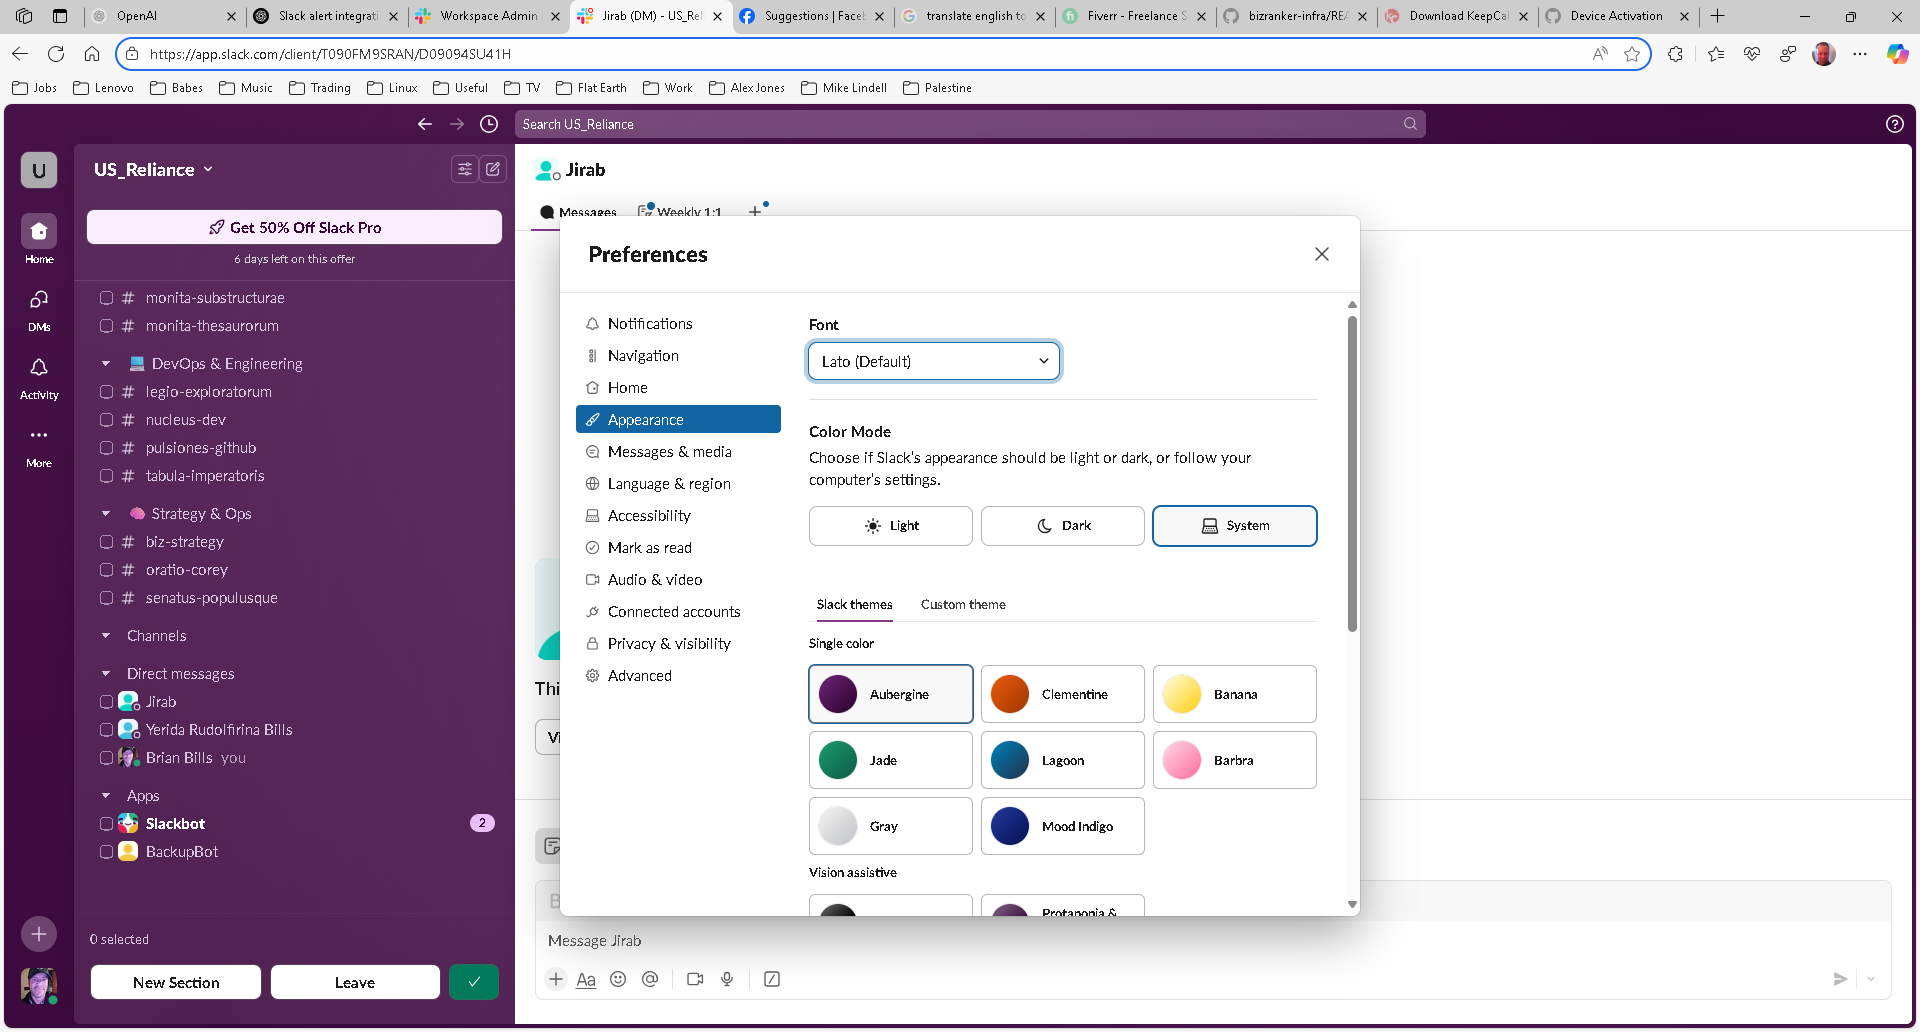 OpenAI
Slack alert integrati
Workspace Admin
Jirab (DM) - US_Rel
Suggestions | Faceb
translate english to
Fiverr - Freelance S
bizranker-infra/REA
Download KeepCal
Device Activation
https://app.slack.com/client/T090FM9SRAN/D09094SU41H
Jobs
Lenovo
Babes
Music
Trading
Linux
Useful
TV
Flat Earth
Work
Alex Jones
Mike Lindell
Palestine
Search US_Reliance
U
US_Reliance
Jirab
Get 50% Off Slack Pro
6 days left on this offer
Messages
Weekly 1:1
Home
DMs
Activity
More
# monita-substructurae
# monita-thesaurorum
DevOps & Engineering
# legio-exploratorum
# nucleus-dev
# pulsiones-github
# tabula-imperatoris
Strategy & Ops
# biz-strategy
# oratio-corey
# senatus-populusque
Channels
Direct messages
Jirab
Yerida Rudolfirina Bills
Brian Bills you
Apps
Slackbot 2
BackupBot
0 selected
New Section
Leave
Preferences
Notifications
Navigation
Home
Appearance
Messages & media
Language & region
Accessibility
Mark as read
Audio & video
Connected accounts
Privacy & visibility
Advanced
Font
Lato (Default)
Color Mode
Choose if Slack's appearance should be light or dark, or follow your
computer's settings.
Light
Dark
System
Slack themes
Custom theme
Single color
Aubergine
Clementine
Banana
Jade
Lagoon
Barbra
Gray
Mood Indigo
Vision assistive
Protanopia &
Thi
Vi
B
Message Jirab
Aa